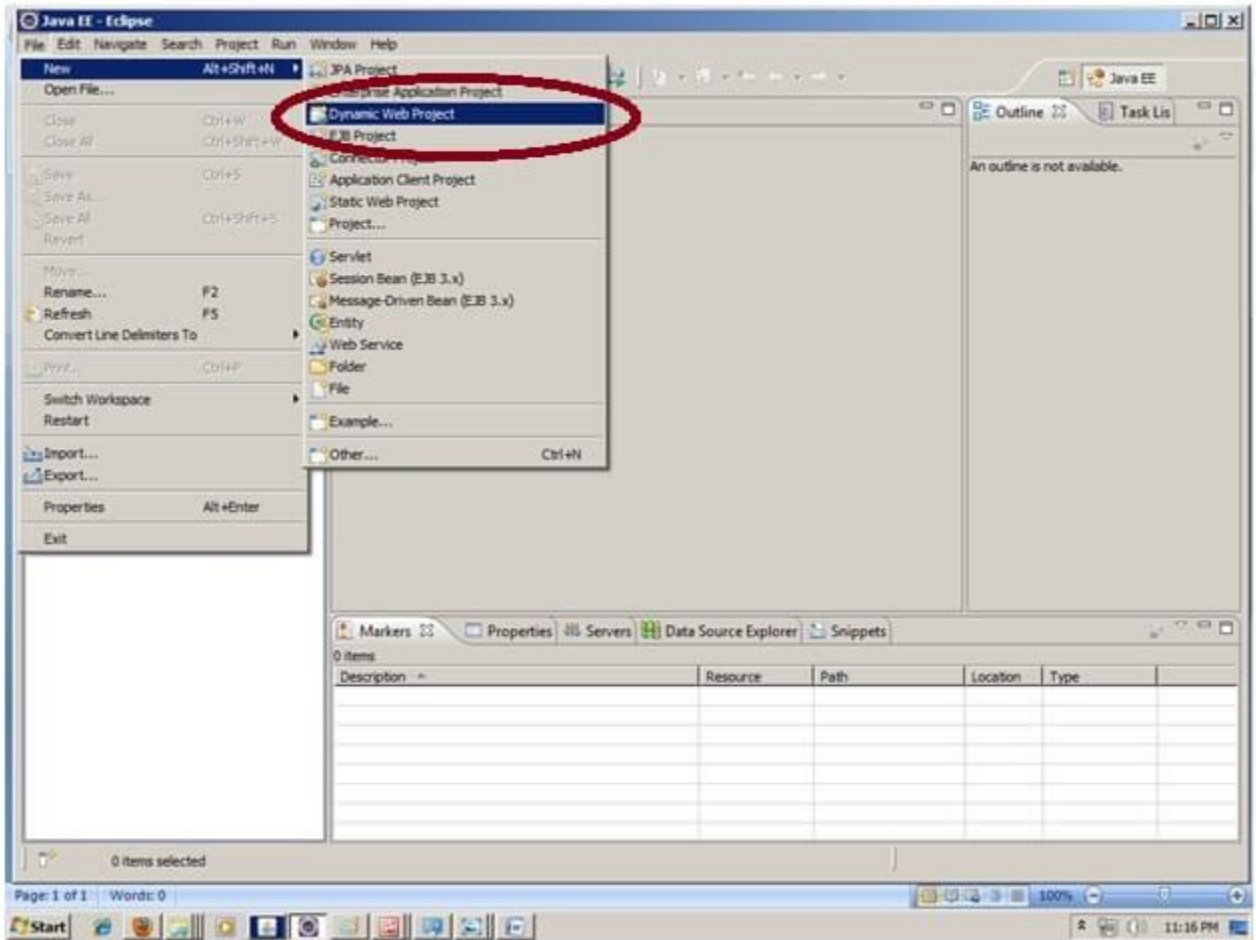 Java EE - Eclipse
File Edit Navigate Search Project Run Window Help
New Alt+Shift+N
Open File...
Close Ctrl+W
Close All Ctrl+Shift+W
Save Ctrl+S
Save As...
Save All Ctrl+Shift+S
Revert
Move...
Rename... F2
Refresh F5
Convert Line Delimiters To
Print... Ctrl+P
Switch Workspace
Restart
Import...
Export...
Properties Alt+Enter
Exit
JPA Project
Enterprise Application Project
Dynamic Web Project
EJB Project
Connector Project
Application Client Project
Static Web Project
Project...
Servlet
Session Bean (EJB 3.x)
Message-Driven Bean (EJB 3.x)
Entity
Web Service
Folder
File
Example...
Other... Ctrl+N
Java EE
Outline Task Lis
An outline is not available.
Markers Properties Servers Data Source Explorer Snippets
0 items
Description Resource Path Location Type
0 items selected
Page: 1 of 1 Words: 0 100%
Start 11:16 PM